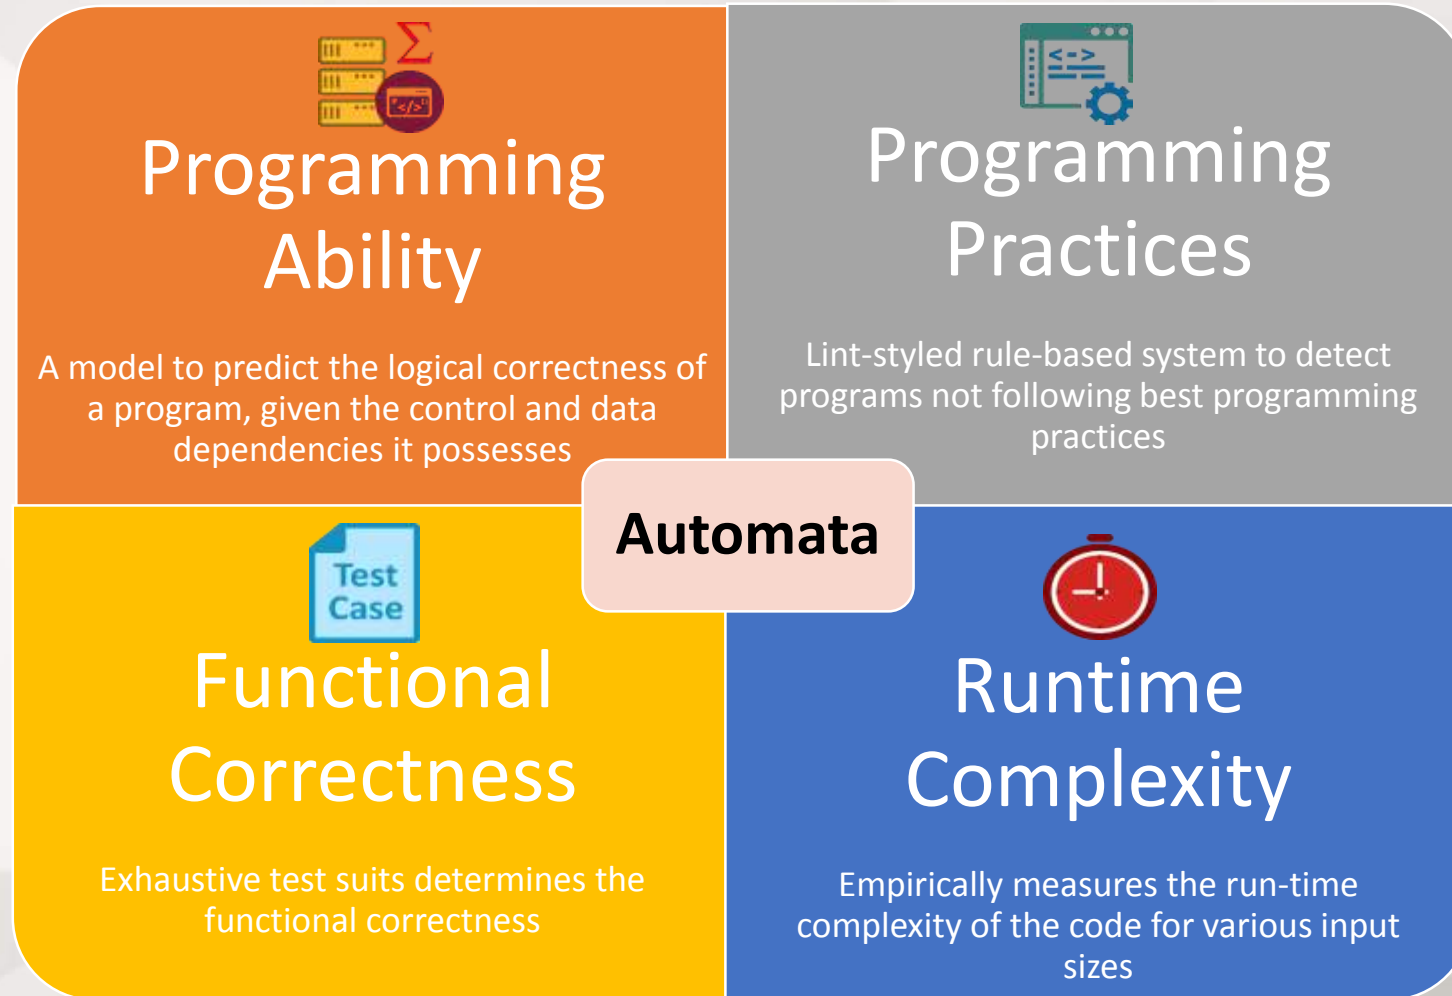 Σ
</>
Programming
Ability
A model to predict the logical correctness of
a program, given the control and data
dependencies it possesses
<->
Programming
Practices
Lint-styled rule-based system to detect
programs not following best programming
practices
Automata
Test
Case
Functional
Correctness
Exhaustive test suits determines the
functional correctness
Runtime
Complexity
Empirically measures the run-time
complexity of the code for various input
sizes